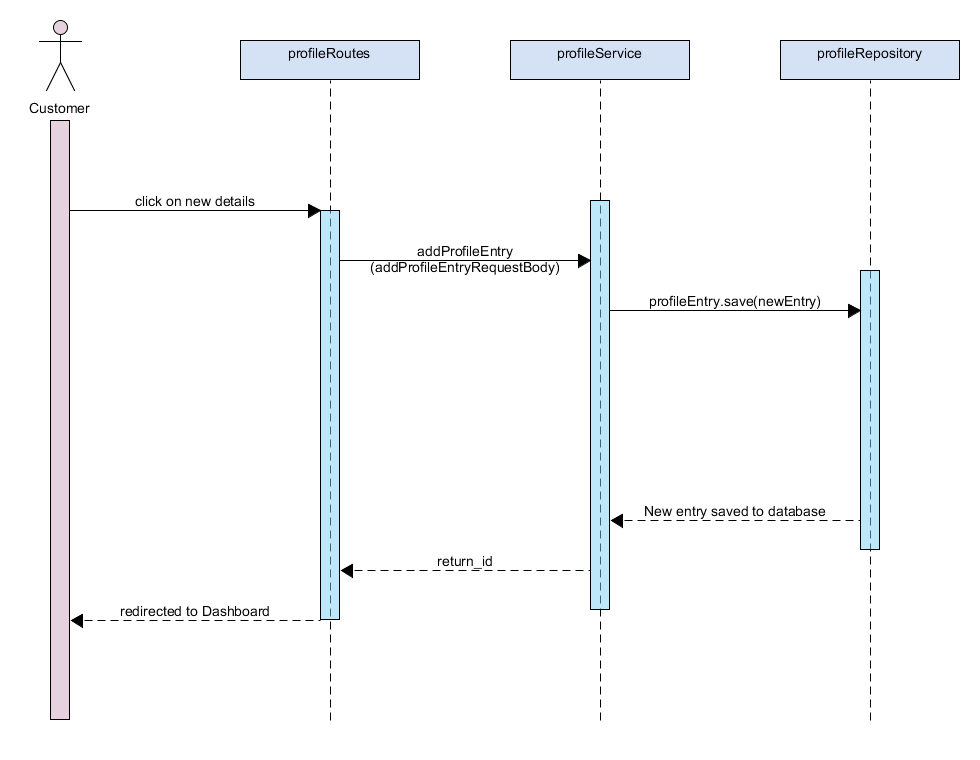 profileRoutes
profileService
profileRepository
Customer
click on new details
addProfileEntry
(addProfileEntryRequestBody)
profileEntry.save(newEntry)
New entry saved to database
return_id
redirected to Dashboard